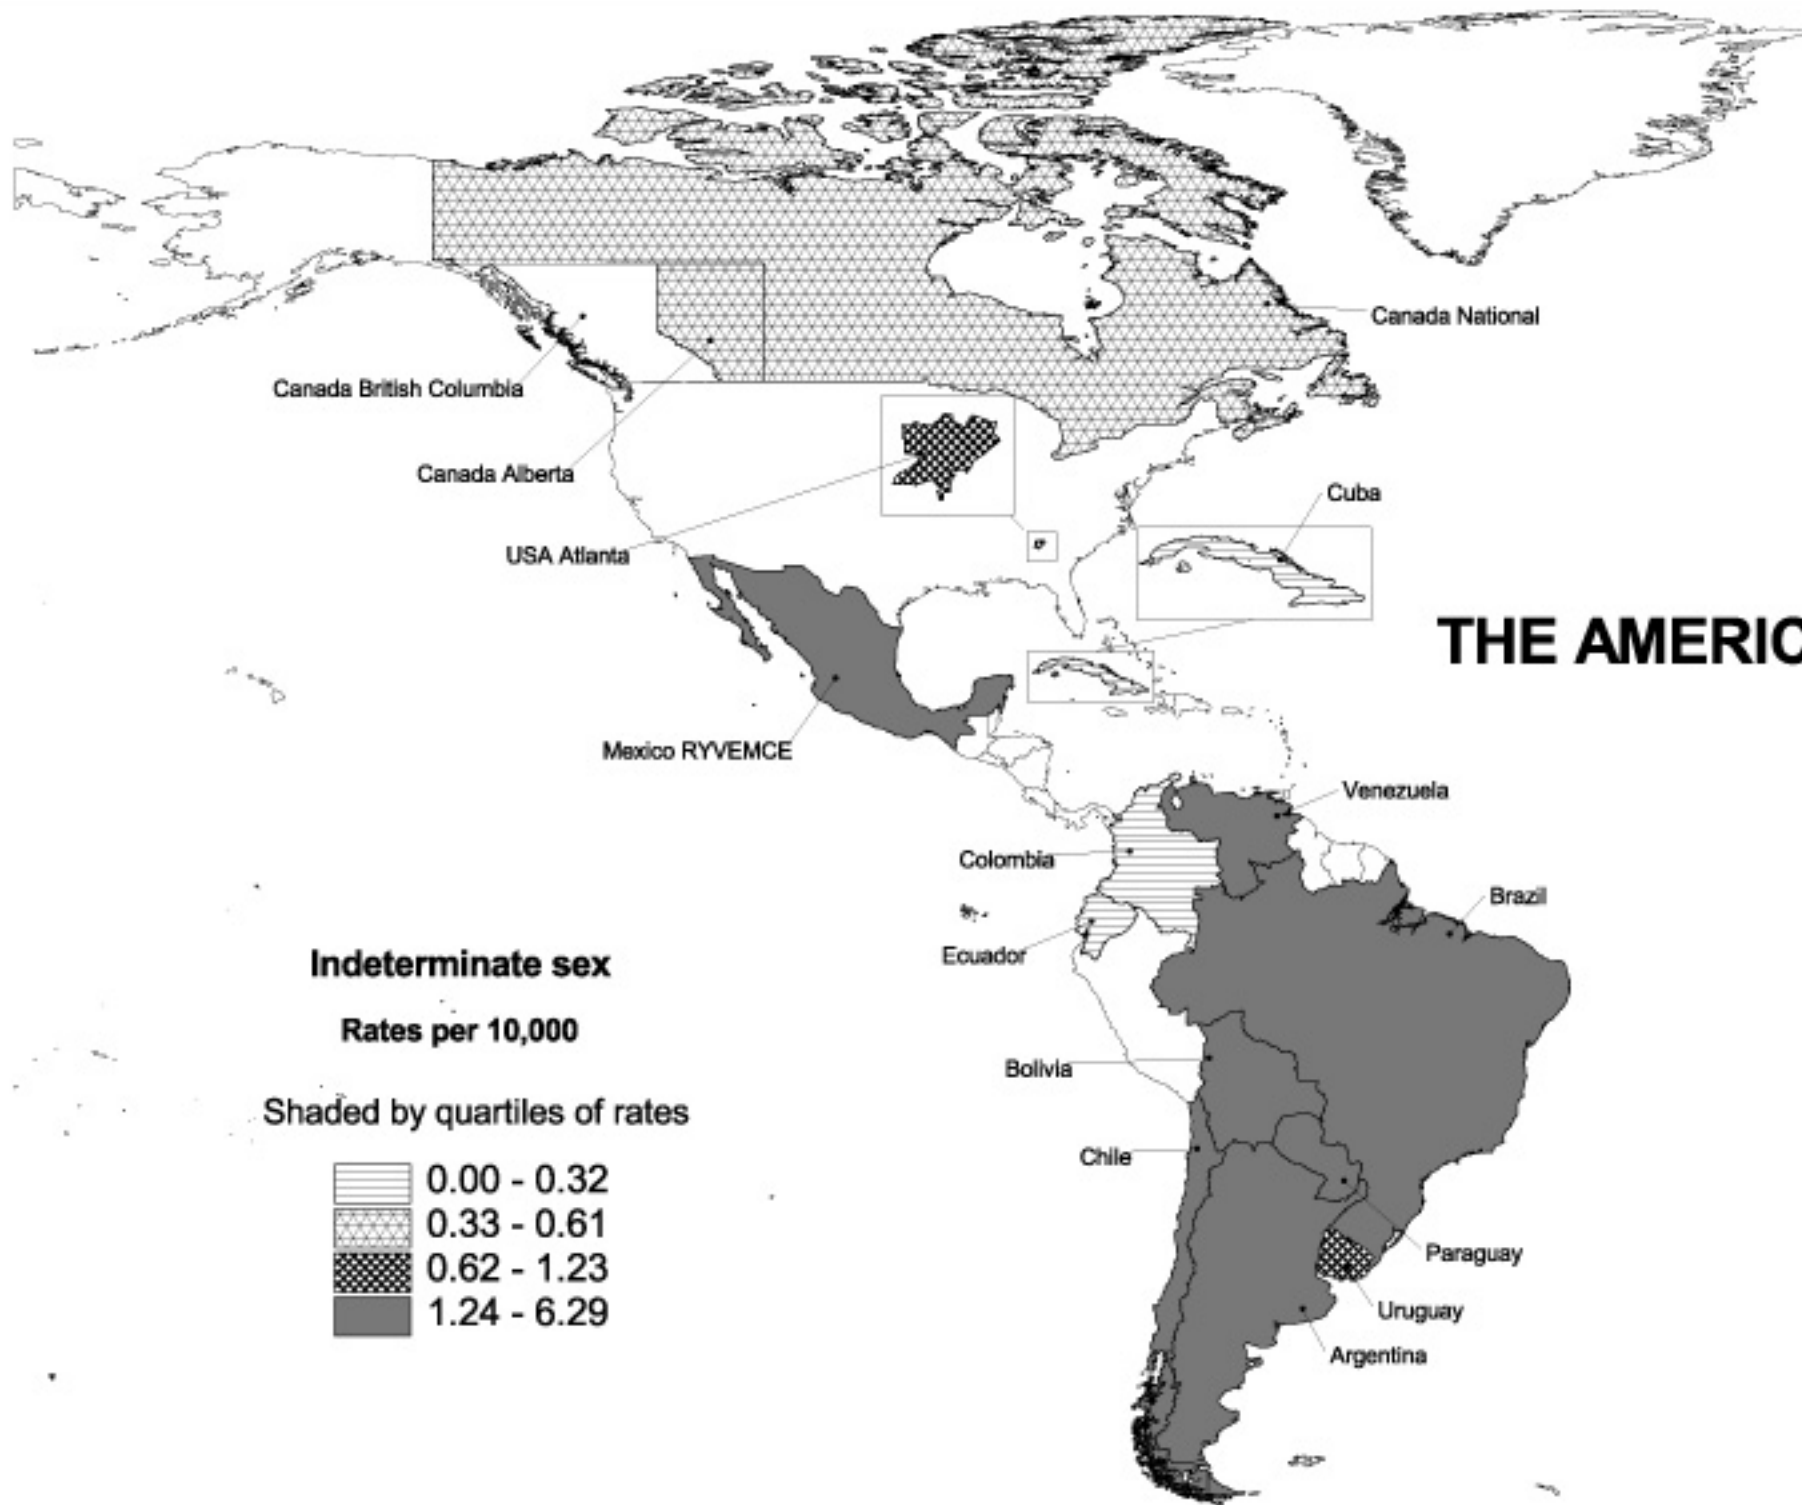 Canada National
Canada British Columbia
Canada Alberta
Cuba
USA Atlanta
THE AMERIC
Mexico RYVEMCE
Venezuela
Colombia
Brazil
Ecuador
Indeterminate sex
Rates per 10,000
Bolivia
Shaded by quartiles of rates
Chile
0.00 - 0.32
0.33 - 0.61
0.62 - 1.23
1.24 - 6.29
Paraguay
Uruguay
Argentina